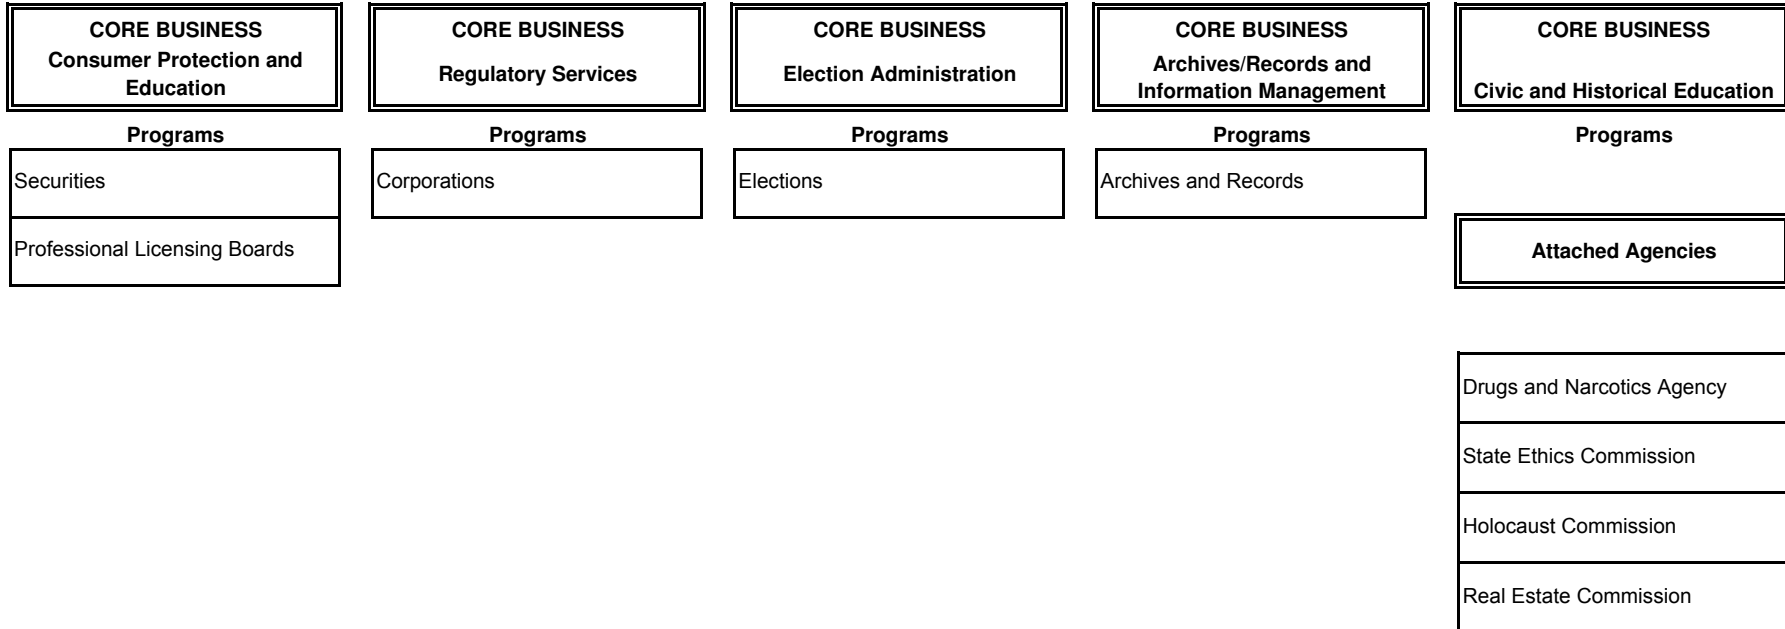 CORE BUSINESS
Consumer Protection and
Education
Programs
Securities
Professional Licensing Boards
CORE BUSINESS
Regulatory Services
Programs
Corporations
CORE BUSINESS
Election Administration
Programs
Elections
CORE BUSINESS
Archives/Records and
Information Management
Programs
Archives and Records
CORE BUSINESS
Civic and Historical Education
Programs
Attached Agencies
Drugs and Narcotics Agency
State Ethics Commission
Holocaust Commission
Real Estate Commission